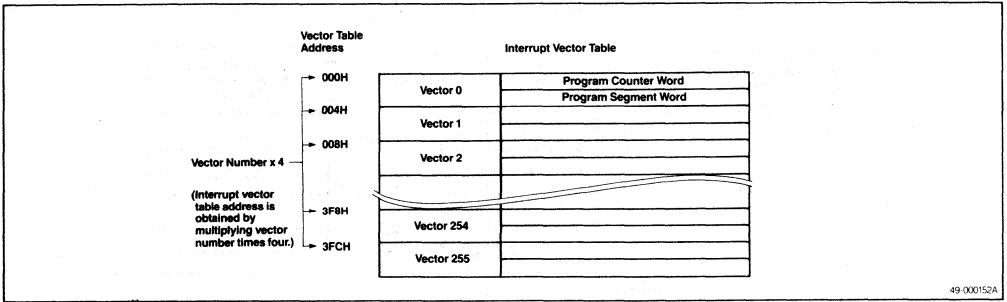 Vector Table
Address
Interrupt Vector Table
000H
Vector 0
Program Counter Word
Program Segment Word
004H
Vector 1
008H
Vector 2
Vector Number x 4
(Interrupt vector
table address is
obtained by
multiplying vector
number times four.)
3F8H
Vector 254
3FCH
Vector 255
49-000152A